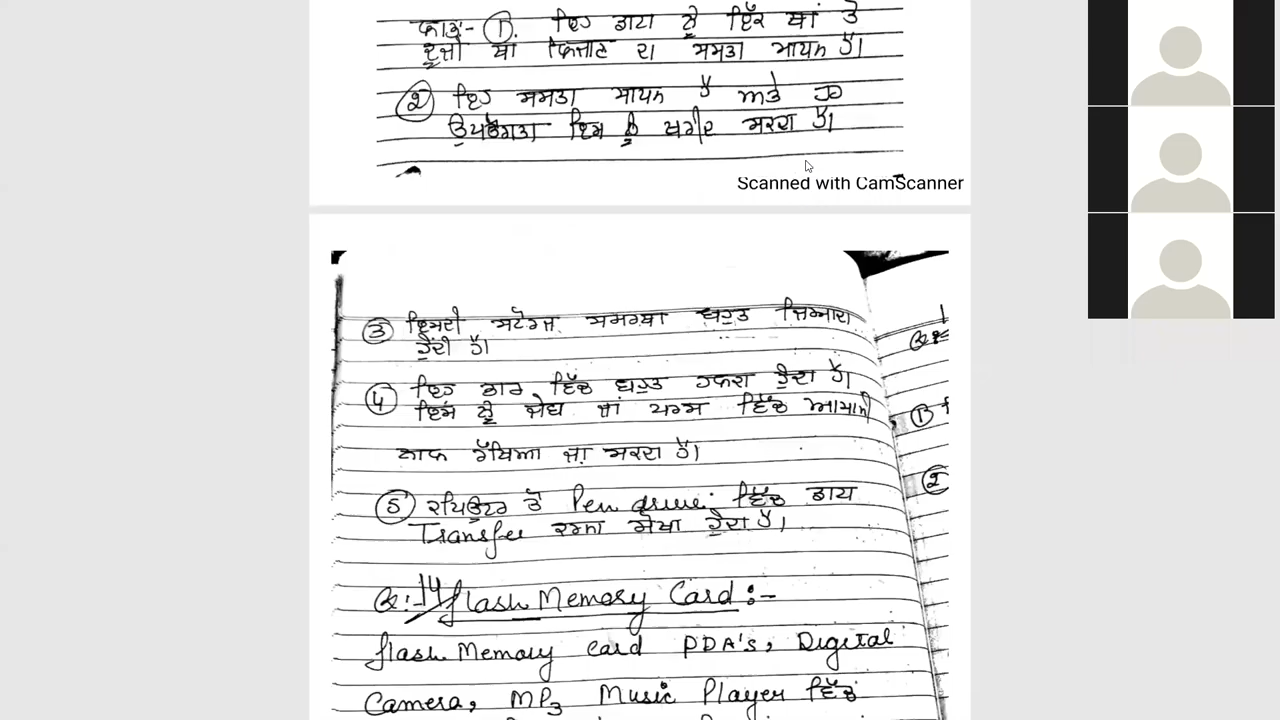 ਲਾਭ:- ①. ਇਹ ਡਾਟਾ ਨੂੰ ਇੱਕ ਥਾਂ ਤੋਂ
ਦੂਜੀ ਥਾਂ ਲਿਜਾਣ ਦਾ ਸਸਤਾ ਸਾਧਨ ਹੈ।
② ਇਹ ਸਸਤਾ ਸਾਧਨ ਹੈ ਅਤੇ ਹਰ
ਉਪਭੋਗਤਾ ਇਸ ਨੂੰ ਖਰੀਦ ਸਕਦਾ ਹੈ।
Scanned with CamScanner
③ ਇਸਦੀ ਸਟੋਰੇਜ ਸਮਰਥਾ ਬਹੁਤ ਜਿਆਦਾ
ਹੁੰਦੀ ਹੈ।
④ ਇਹ ਭਾਰ ਵਿੱਚ ਬਹੁਤ ਹਲਕਾ ਹੁੰਦਾ ਹੈ।
ਇਸ ਨੂੰ ਜੇਬ ਜਾਂ ਪਰਸ ਵਿੱਚ ਆਸਾਨੀ
ਨਾਲ ਰੱਖਿਆ ਜਾ ਸਕਦਾ ਹੈ।
⑤ ਕੰਪਿਊਟਰ ਤੋਂ Pen drive ਵਿੱਚ ਡਾਟਾ
Transfer ਕਰਨਾ ਸੌਖਾ ਹੁੰਦਾ ਹੈ।
Q:-14 flash Memory Card:-
flash Memory card PDA's, Digital
Camera, MP3 Music Player ਵਿੱਚ